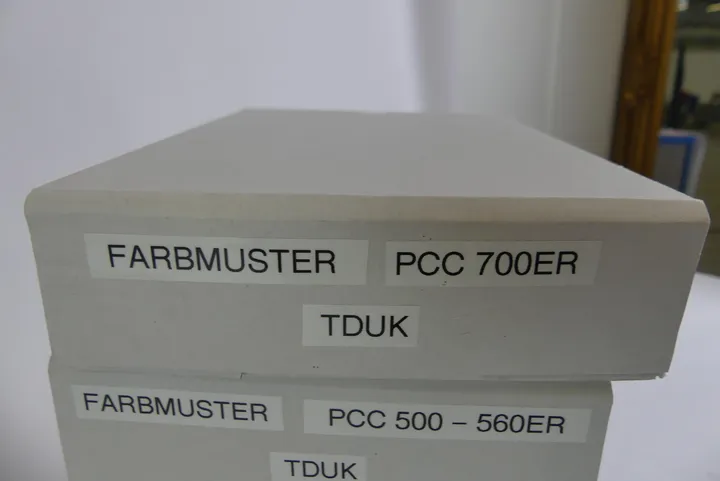 FARBMUSTER PCC 700ER
TDUK
FARBMUSTER PCC 500 – 560ER
TDUK